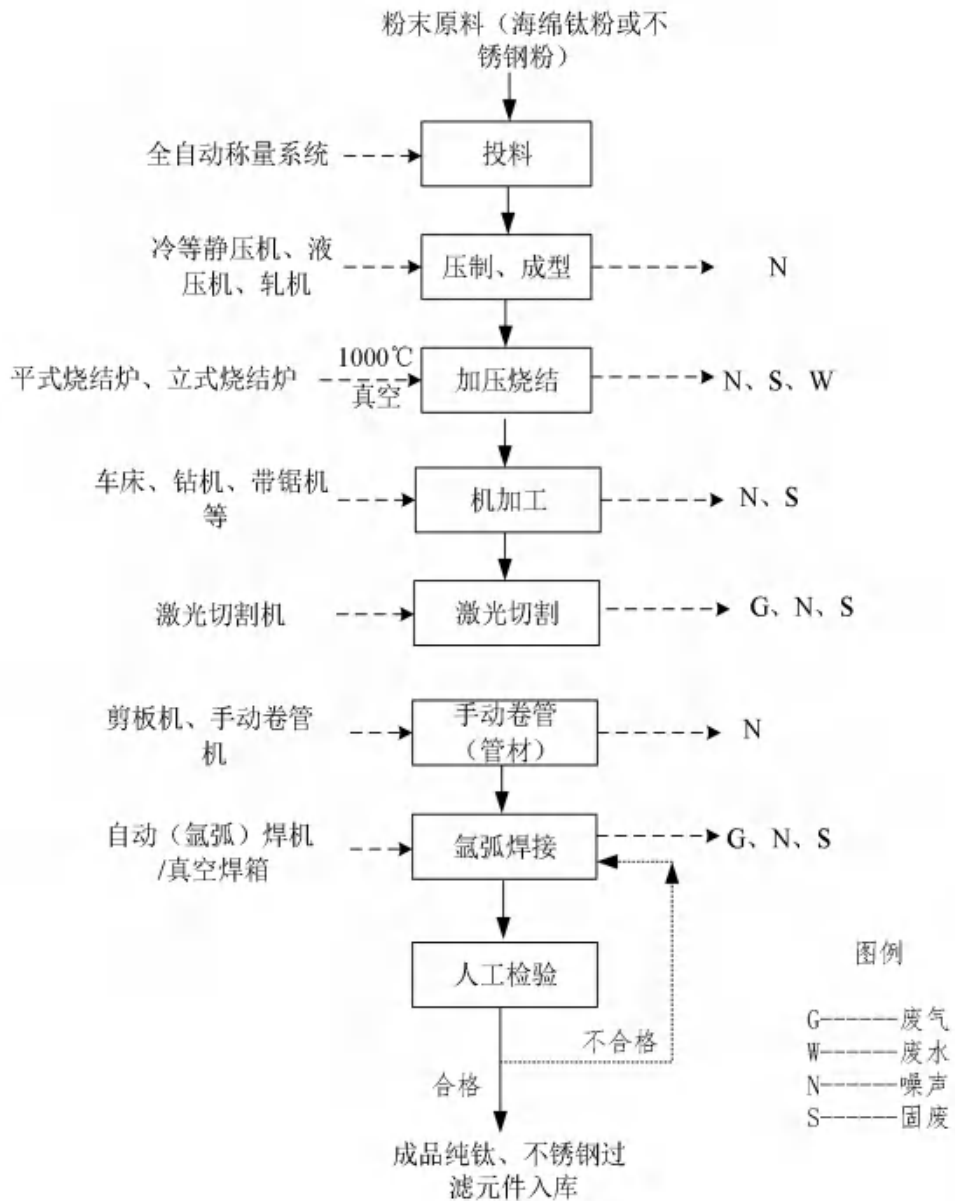 粉末原料（海绵钛粉或不
锈钢粉）
全自动称量系统
投料
冷等静压机、液
压机、轧机
压制、成型
N
平式烧结炉、立式烧结炉
1000℃
真空
加压烧结
N、S、W
车床、钻机、带锯机
等
机加工
N、S
激光切割机
激光切割
G、N、S
剪板机、手动卷管
机
手动卷管
（管材）
N
自动（氩弧）焊机
/真空焊箱
氩弧焊接
G、N、S
人工检验
不合格
合格
成品纯钛、不锈钢过
滤元件入库
图例
G------废气
W------废水
N------噪声
S------固废